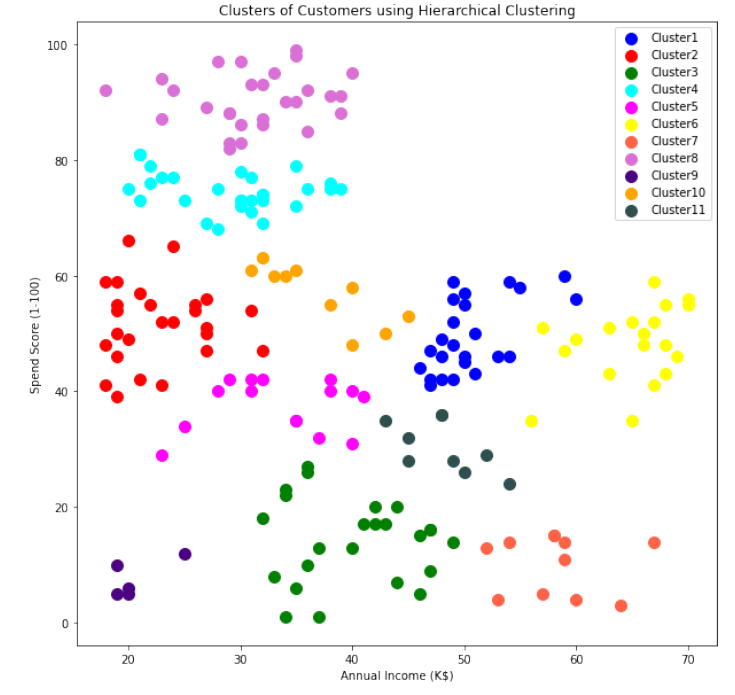 Clusters of Customers using Hierarchical Clustering
100
80
60
40
20
0
Spend Score (1-100)
20
30
40
50
60
70
Annual Income (K$)
Cluster1
Cluster2
Cluster3
Cluster4
Cluster5
Cluster6
Cluster7
Cluster8
Cluster9
Cluster10
Cluster11